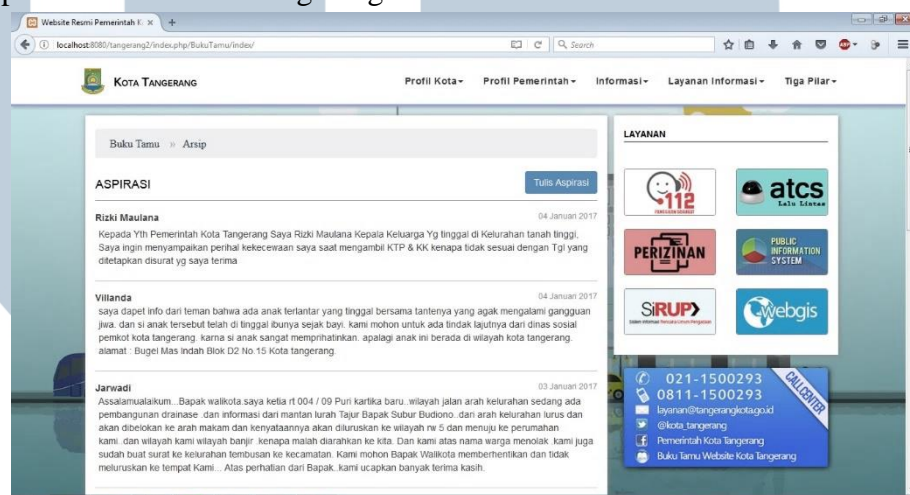 Website Resmi Pemerintah K
localhost:8080/tangerang2/index.php/BukuTamu/index/
Search
ABP
KOTA TANGERANG
Profil Kota
Profil Pemerintah
Informasi
Layanan Informasi
Tiga Pilar
Buku Tamu » Arsip
ASPIRASI
Tulis Aspirasi
Rizki Maulana
04 Januari 2017
Kepada Yth Pemerintah Kota Tangerang Saya Rizki Maulana Kepala Keluarga Yg tinggal di Kelurahan tanah tinggi,
Saya ingin menyampaikan perihal kekecewaan saya saat mengambil KTP & KK kenapa tidak sesuai dengan Tgl yang
ditetapkan disurat yg saya terima
Villanda
04 Januari 2017
saya dapet info dari teman bahwa ada anak terlantar yang tinggal bersama tantenya yang agak mengalami gangguan
jiwa. dan si anak tersebut telah di tinggal ibunya sejak bayi. kami mohon untuk ada tindak lajutnya dari dinas sosial
pemkot kota tangerang. karna si anak sangat memprihatinkan. apalagi anak ini berada di wilayah kota tangerang.
alamat : Bugel Mas Indah Blok D2 No.15 Kota tangerang.
Jarwadi
03 Januari 2017
Assalamualaikum...Bapak walikota.saya ketia rt 004 / 09 Puri kartika baru..wilayah jalan arah kelurahan sedang ada
pembangunan drainase .dan informasi dari mantan lurah Tajur Bapak Subur Budiono..dan arah kelurahan lurus dan
akan dibelokan ke arah makam dan kenyataannya akan diluruskan ke wilayah rw 5 dan menuju ke perumahan
kami..dan wilayah kami wilayah banjir .kenapa malah diarahkan ke kita. Dan kami atas nama warga menolak .kami juga
sudah buat surat ke kelurahan tembusan ke kecamatan. Kami mohon Bapak Walikota memberhentikan dan tidak
meluruskan ke tempat Kami... Atas perhatian dari Bapak..kami ucapkan banyak terima kasih.
LAYANAN
112
atcs
Lalu Lintas
PERIZINAN
PUBLIC
INFORMATION
SYSTEM
SiRUP
Webgis
021-1500293
0811-1500293
layanan@tangerangkota.go.id
@kota_tangerang
Pemerintah Kota Tangerang
Buku Tamu Website Kota Tangerang
CALL CENTER